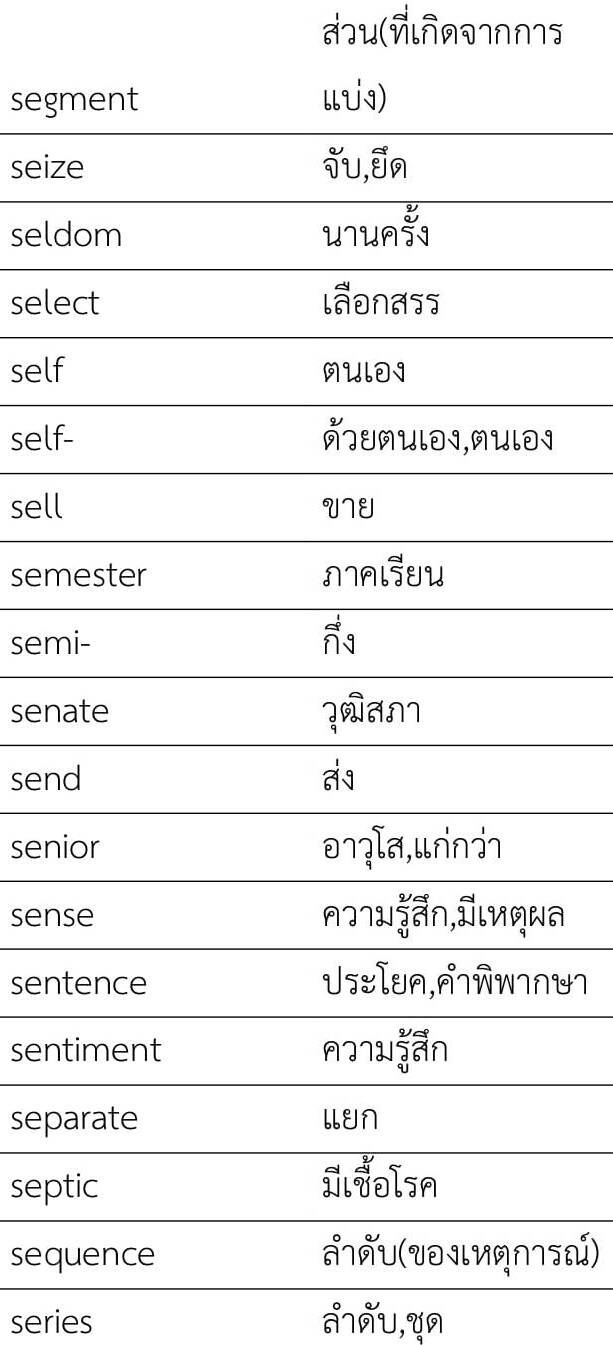 ส่วน(ที่เกิดจากการ
segment แบ่ง)
seize จับ,ยึด
seldom นานครั้ง
select เลือกสรร
self ตนเอง
self- ด้วยตนเอง,ตนเอง
sell ขาย
semester ภาคเรียน
semi- กึ่ง
senate วุฒิสภา
send ส่ง
senior อาวุโส,แก่กว่า
sense ความรู้สึก,มีเหตุผล
sentence ประโยค,คำพิพากษา
sentiment ความรู้สึก
separate แยก
septic มีเชื้อโรค
sequence ลำดับ(ของเหตุการณ์)
series ลำดับ,ชุด